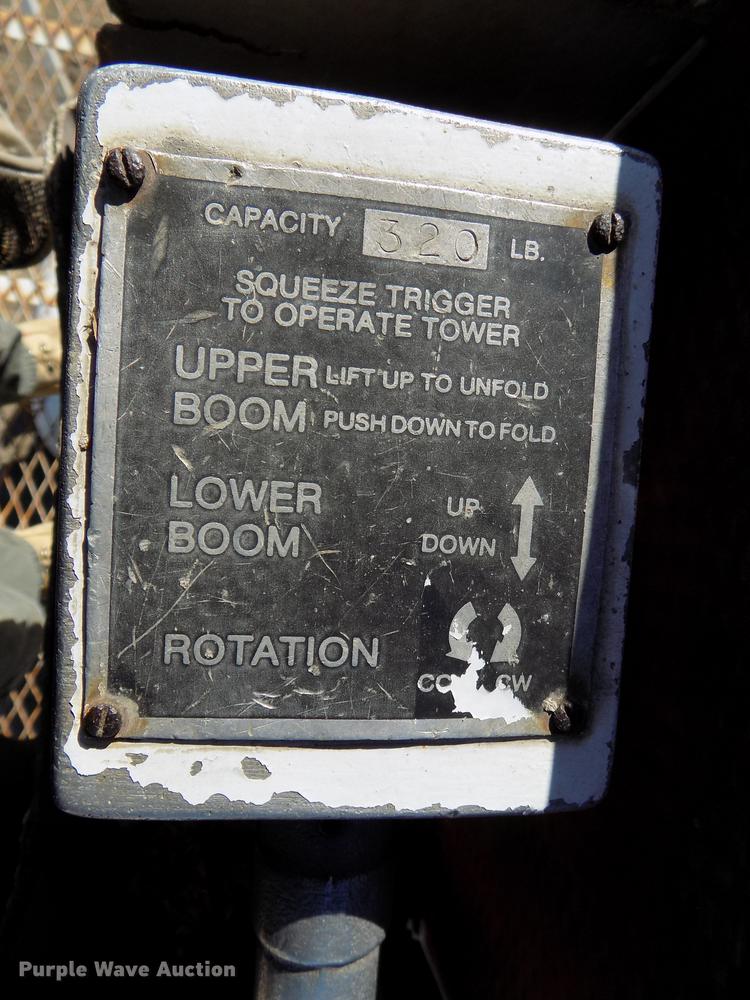 CAPACITY 320 LB.
SQUEEZE TRIGGER
TO OPERATE TOWER
UPPER LIFT UP TO UNFOLD
BOOM PUSH DOWN TO FOLD
LOWER UP
BOOM DOWN
ROTATION
CW
Purple Wave Auction